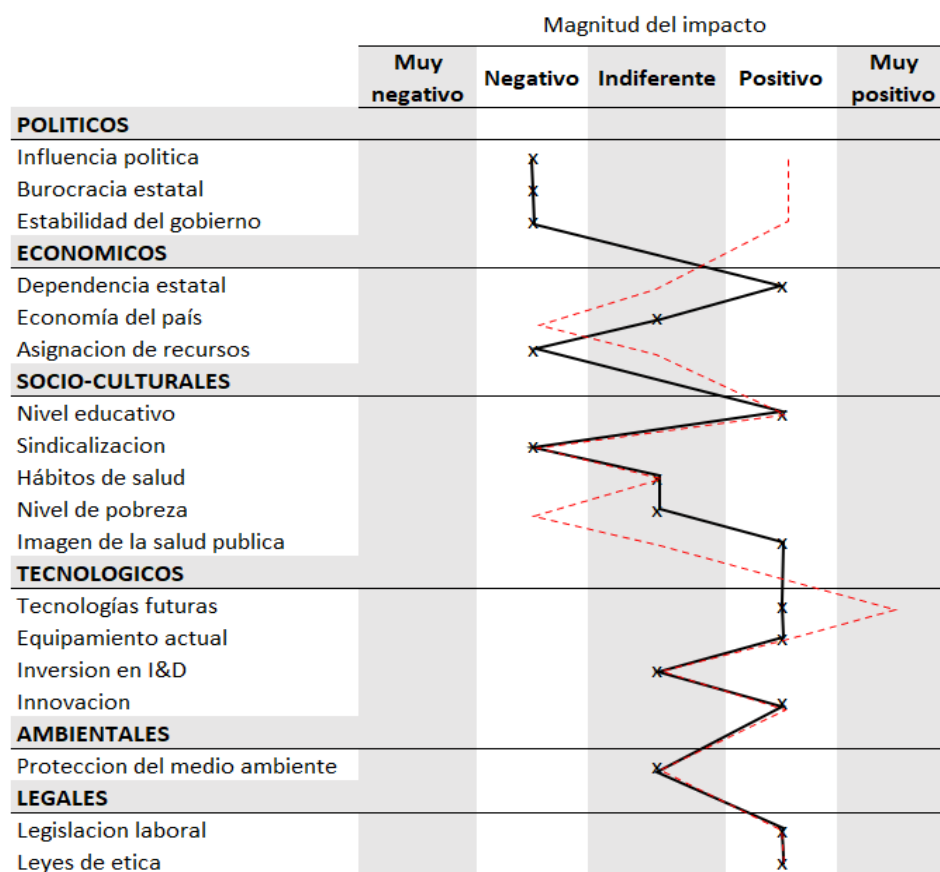 Magnitud del impacto
Muy negativo Negativo Indiferente Positivo Muy positivo
POLITICOS
Influencia politica
Burocracia estatal
Estabilidad del gobierno
ECONOMICOS
Dependencia estatal
Economía del país
Asignacion de recursos
SOCIO-CULTURALES
Nivel educativo
Sindicalizacion
Hábitos de salud
Nivel de pobreza
Imagen de la salud publica
TECNOLOGICOS
Tecnologías futuras
Equipamiento actual
Inversion en I&D
Innovacion
AMBIENTALES
Proteccion del medio ambiente
LEGALES
Legislacion laboral
Leyes de etica